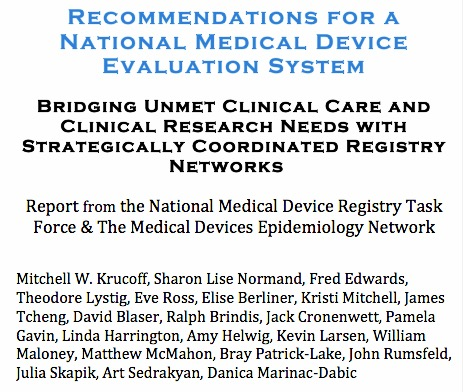 RECOMMENDATIONS FOR A
NATIONAL MEDICAL DEVICE
EVALUATION SYSTEM
BRIDGING UNMET CLINICAL CARE AND
CLINICAL RESEARCH NEEDS WITH
STRATEGICALLY COORDINATED REGISTRY
NETWORKS
Report from the National Medical Device Registry Task
Force & The Medical Devices Epidemiology Network
Mitchell W. Krucoff, Sharon Lise Normand, Fred Edwards,
Theodore Lystig, Eve Ross, Elise Berliner, Kristi Mitchell, James
Tcheng, David Blaser, Ralph Brindis, Jack Cronenwett, Pamela
Gavin, Linda Harrington, Amy Helwig, Kevin Larsen, William
Maloney, Matthew McMahon, Bray Patrick-Lake, John Rumsfeld,
Julia Skapik, Art Sedrakyan, Danica Marinac-Dabic